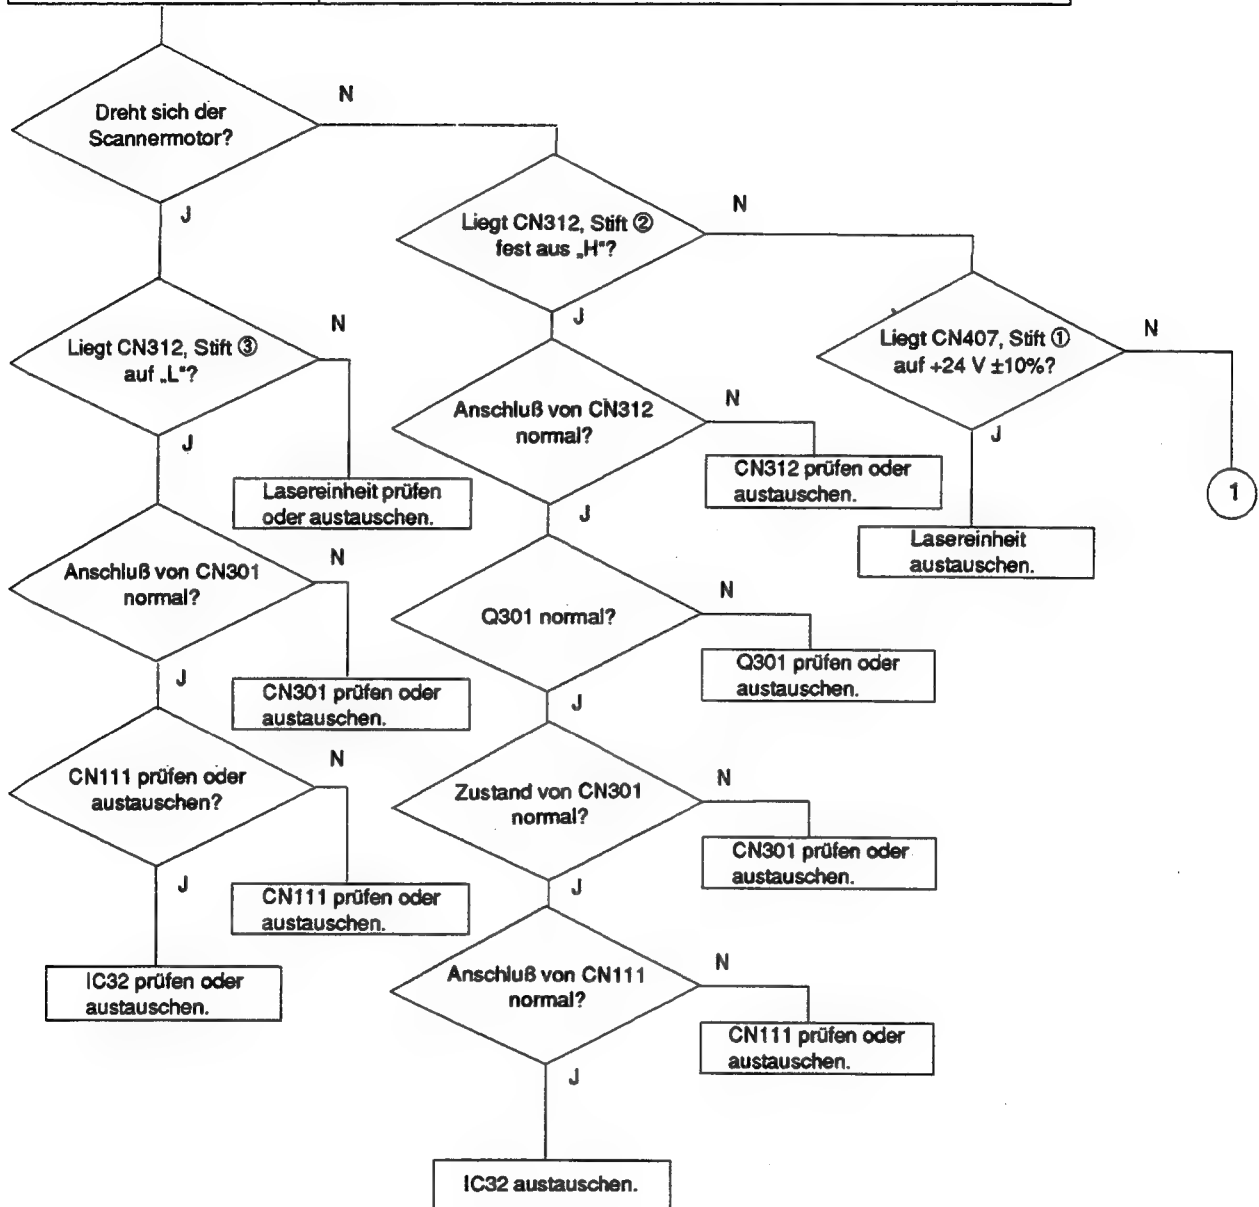 Dreht sich der
Scannermotor?
N
J
Liegt CN312, Stift ②
fest aus „H“?
N
J
Liegt CN407, Stift ①
auf +24 V ±10%?
N
J
1
Lasereinheit
austauschen.
Liegt CN312, Stift ③
auf „L“?
N
J
Lasereinheit prüfen
oder austauschen.
Anschluß von CN312
normal?
N
J
CN312 prüfen oder
austauschen.
Anschluß von CN301
normal?
N
J
CN301 prüfen oder
austauschen.
Q301 normal?
N
J
Q301 prüfen oder
austauschen.
CN111 prüfen oder
austauschen?
N
J
CN111 prüfen oder
austauschen.
IC32 prüfen oder
austauschen.
Zustand von CN301
normal?
N
J
CN301 prüfen oder
austauschen.
Anschluß von CN111
normal?
N
J
CN111 prüfen oder
austauschen.
IC32 austauschen.